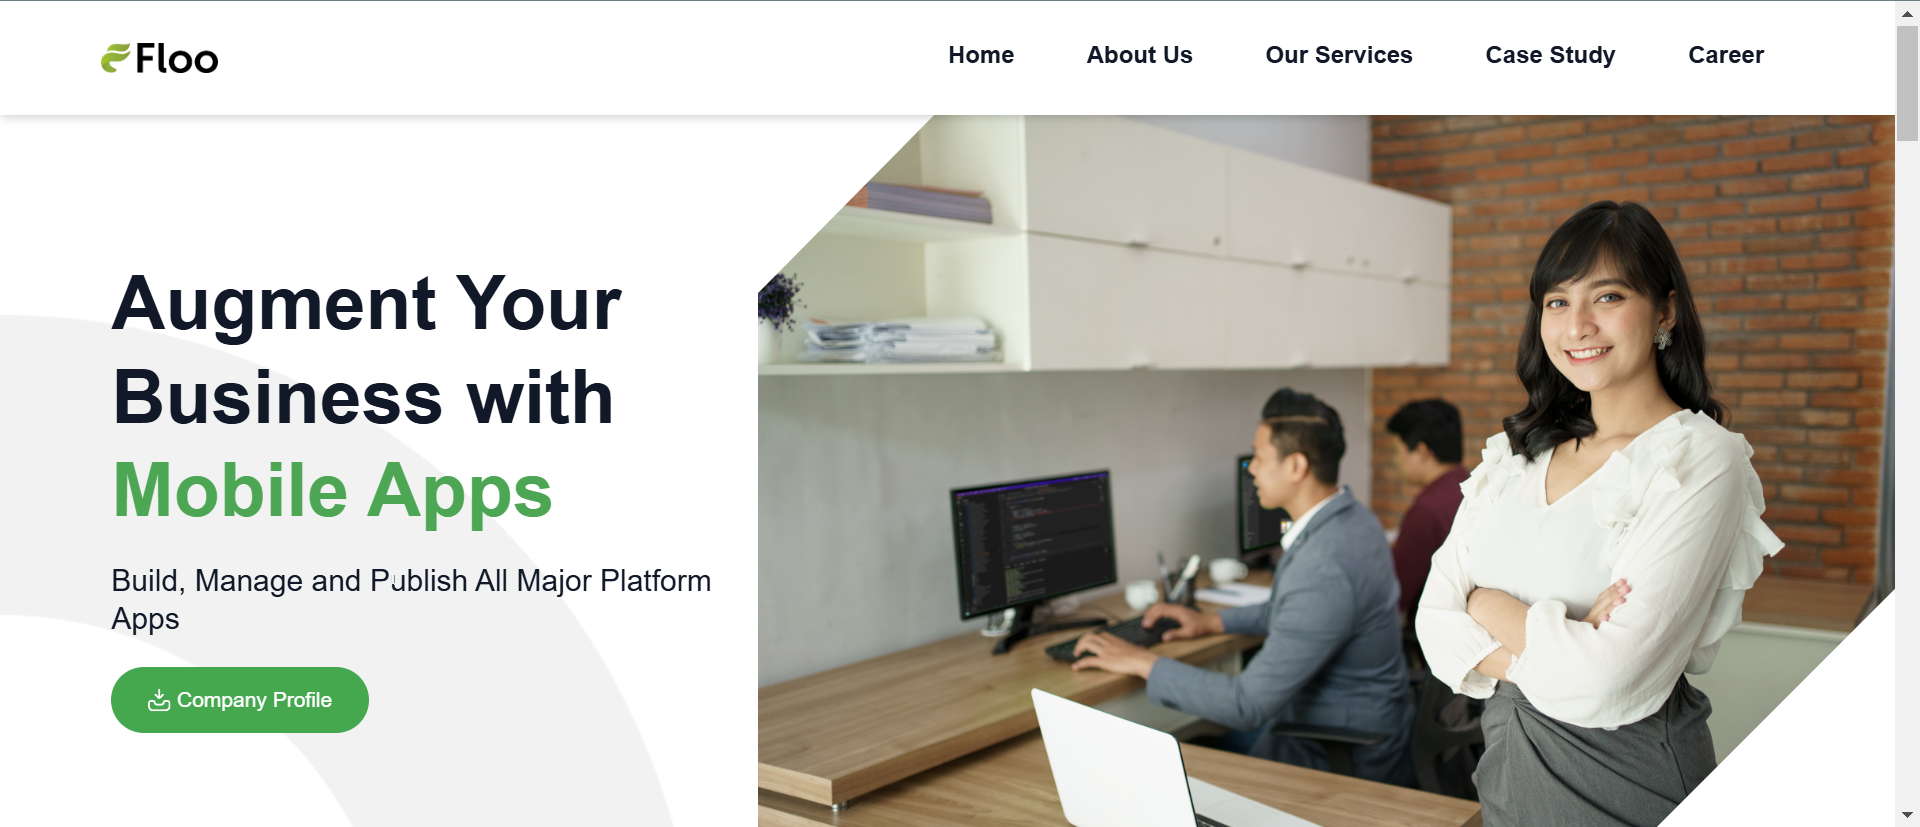 Floo
Home
About Us
Our Services
Case Study
Career
Augment Your
Business with
Mobile Apps
Build, Manage and Publish All Major Platform
Apps
Company Profile